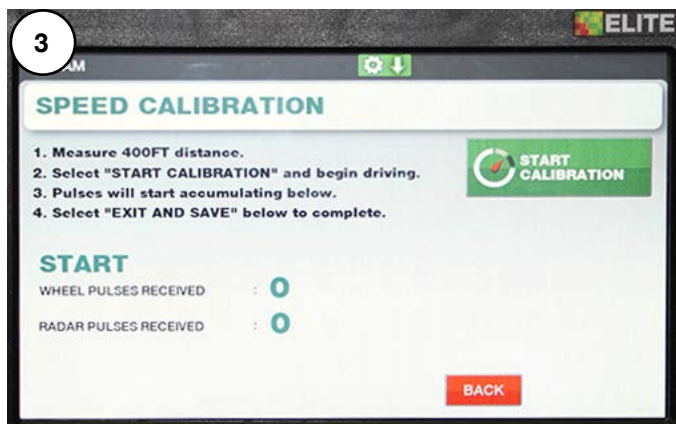 3
ELITE
AM
SPEED CALIBRATION
1. Measure 400FT distance.
2. Select "START CALIBRATION" and begin driving.
3. Pulses will start accumulating below.
4. Select "EXIT AND SAVE" below to complete.
START CALIBRATION
START
WHEEL PULSES RECEIVED : 0
RADAR PULSES RECEIVED : 0
BACK